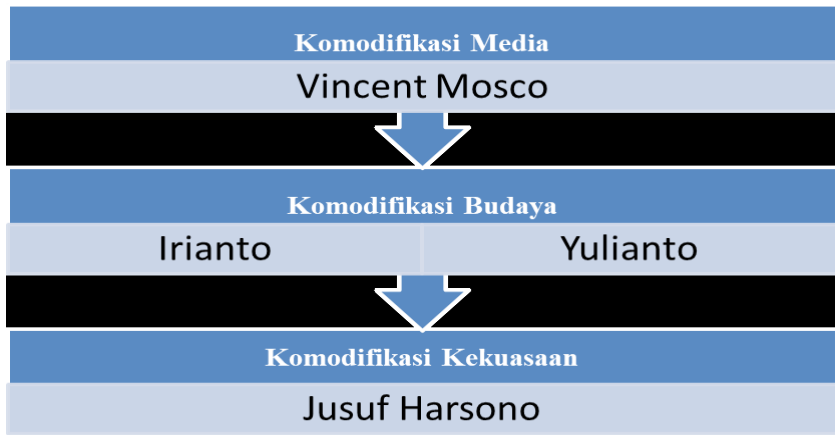 Komodifikasi Media
Vincent Mosco
Komodifikasi Budaya
Irianto Yulianto
Komodifikasi Kekuasaan
Jusuf Harsono